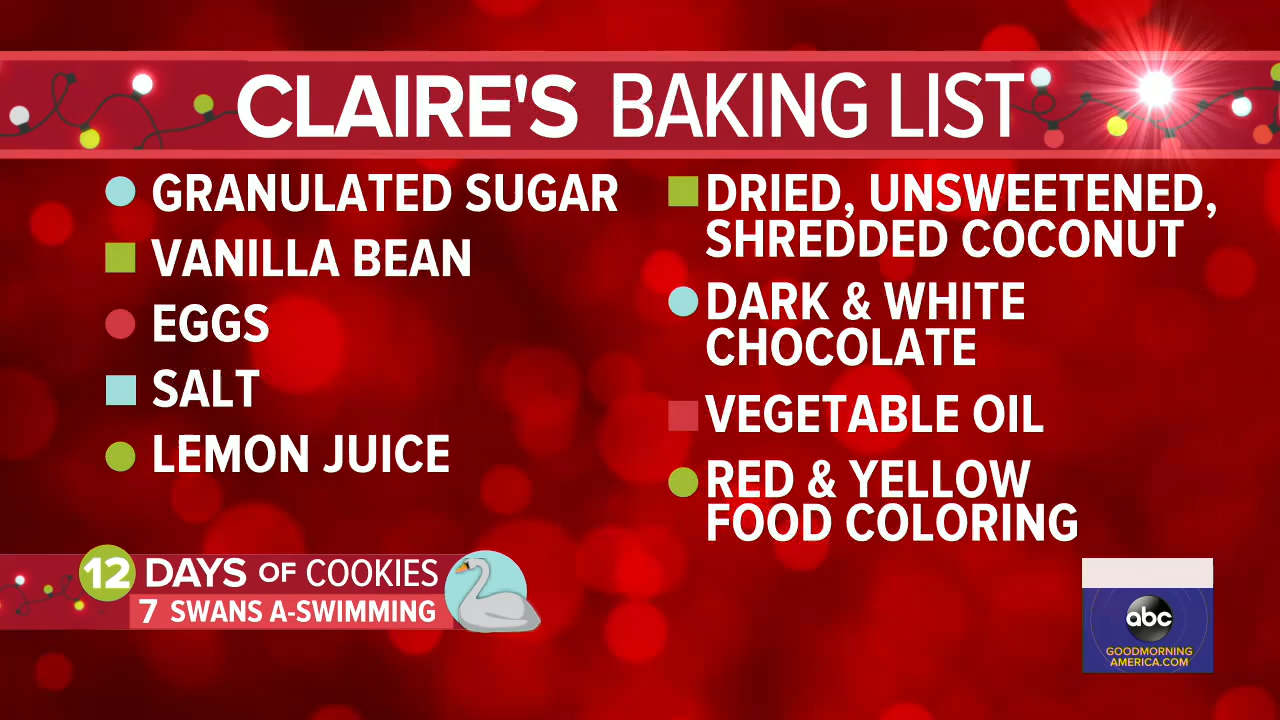 CLAIRE'S BAKING LIST
GRANULATED SUGAR
VANILLA BEAN
EGGS
SALT
LEMON JUICE
DRIED, UNSWEETENED,
SHREDDED COCONUT
DARK & WHITE
CHOCOLATE
VEGETABLE OIL
RED & YELLOW
FOOD COLORING
12 DAYS OF COOKIES
7 SWANS A-SWIMMING
abc
GOODMORNING
AMERICA.COM